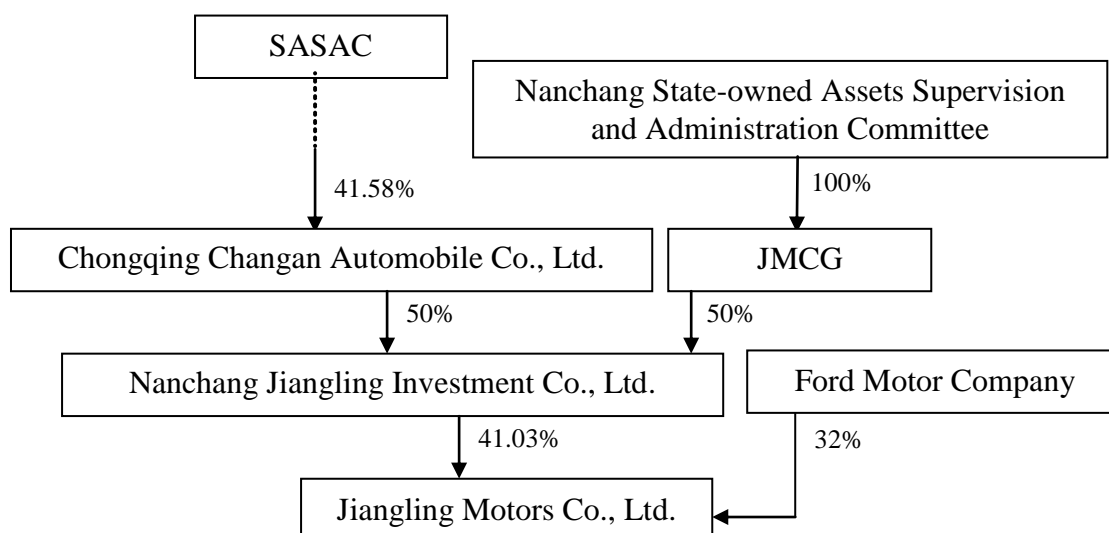 SASAC
Nanchang State-owned Assets Supervision
and Administration Committee
41.58%
100%
Chongqing Changan Automobile Co., Ltd.
JMCG
50%
50%
Nanchang Jiangling Investment Co., Ltd.
Ford Motor Company
41.03%
32%
Jiangling Motors Co., Ltd.